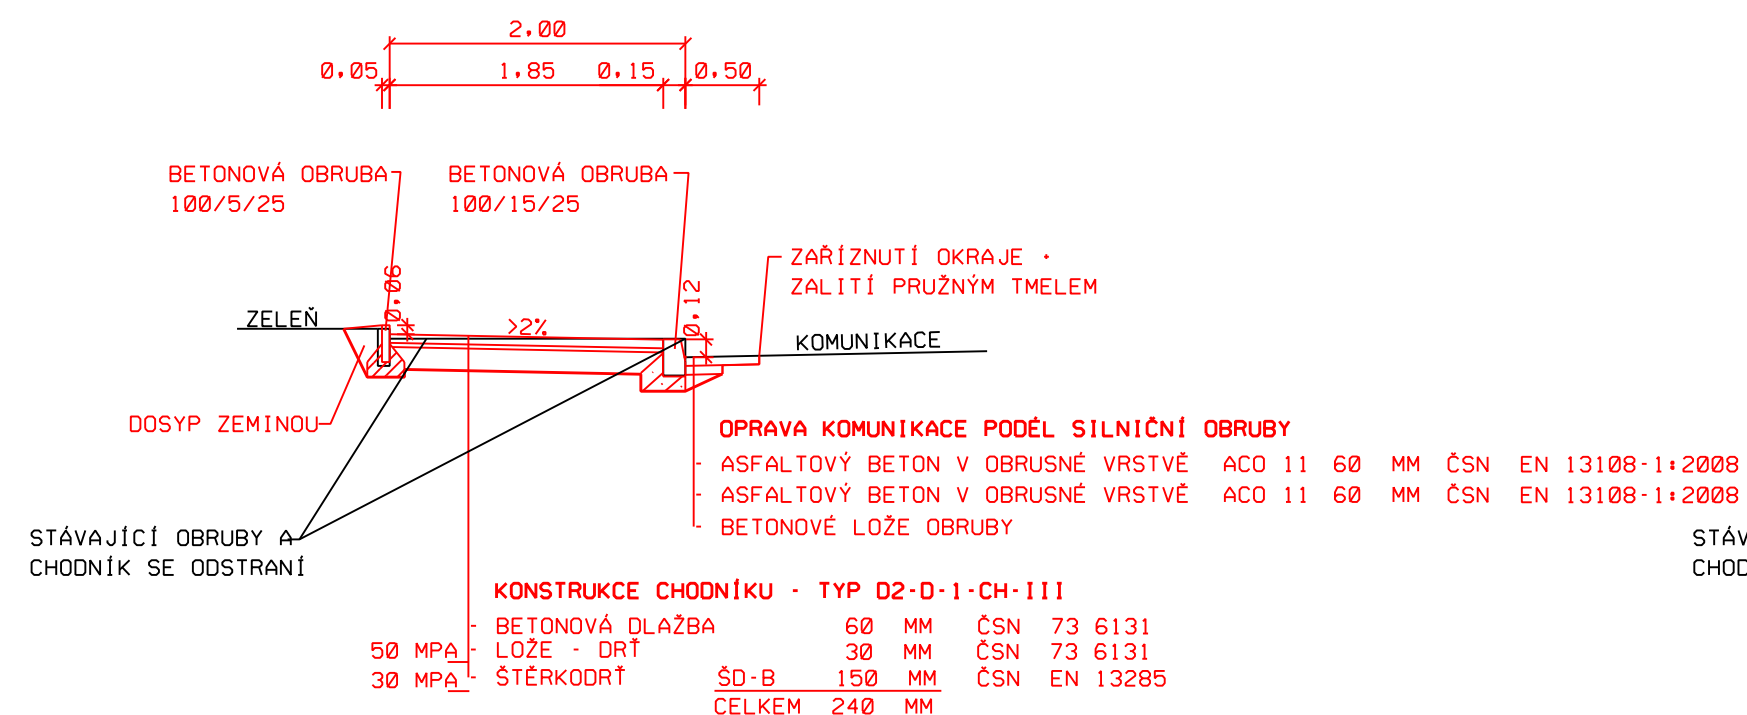 2,00
0,05 1,85 0,15 0,50
BETONOVÁ OBRUBA
100/5/25
BETONOVÁ OBRUBA
100/15/25
ZAŘÍZNUTÍ OKRAJE +
ZALITÍ PRUŽNÝM TMELEM
0,06
0,12
ZELEŇ
>2%
KOMUNIKACE
DOSYP ZEMINOU
OPRAVA KOMUNIKACE PODÉL SILNIČNÍ OBRUBY
- ASFALTOVÝ BETON V OBRUSNÉ VRSTVĚ ACO 11 60 MM ČSN EN 13108-1:2008
- ASFALTOVÝ BETON V OBRUSNÉ VRSTVĚ ACO 11 60 MM ČSN EN 13108-1:2008
- BETONOVÉ LOŽE OBRUBY
STÁVAJÍCÍ OBRUBY A
CHODNÍK SE ODSTRANÍ
STÁV
CHOD
KONSTRUKCE CHODNÍKU - TYP D2-D-1-CH-III
- BETONOVÁ DLAŽBA 60 MM ČSN 73 6131
50 MPA - LOŽE - DRŤ 30 MM ČSN 73 6131
30 MPA - ŠTĚRKODRŤ ŠD-B 150 MM ČSN EN 13285
CELKEM 240 MM